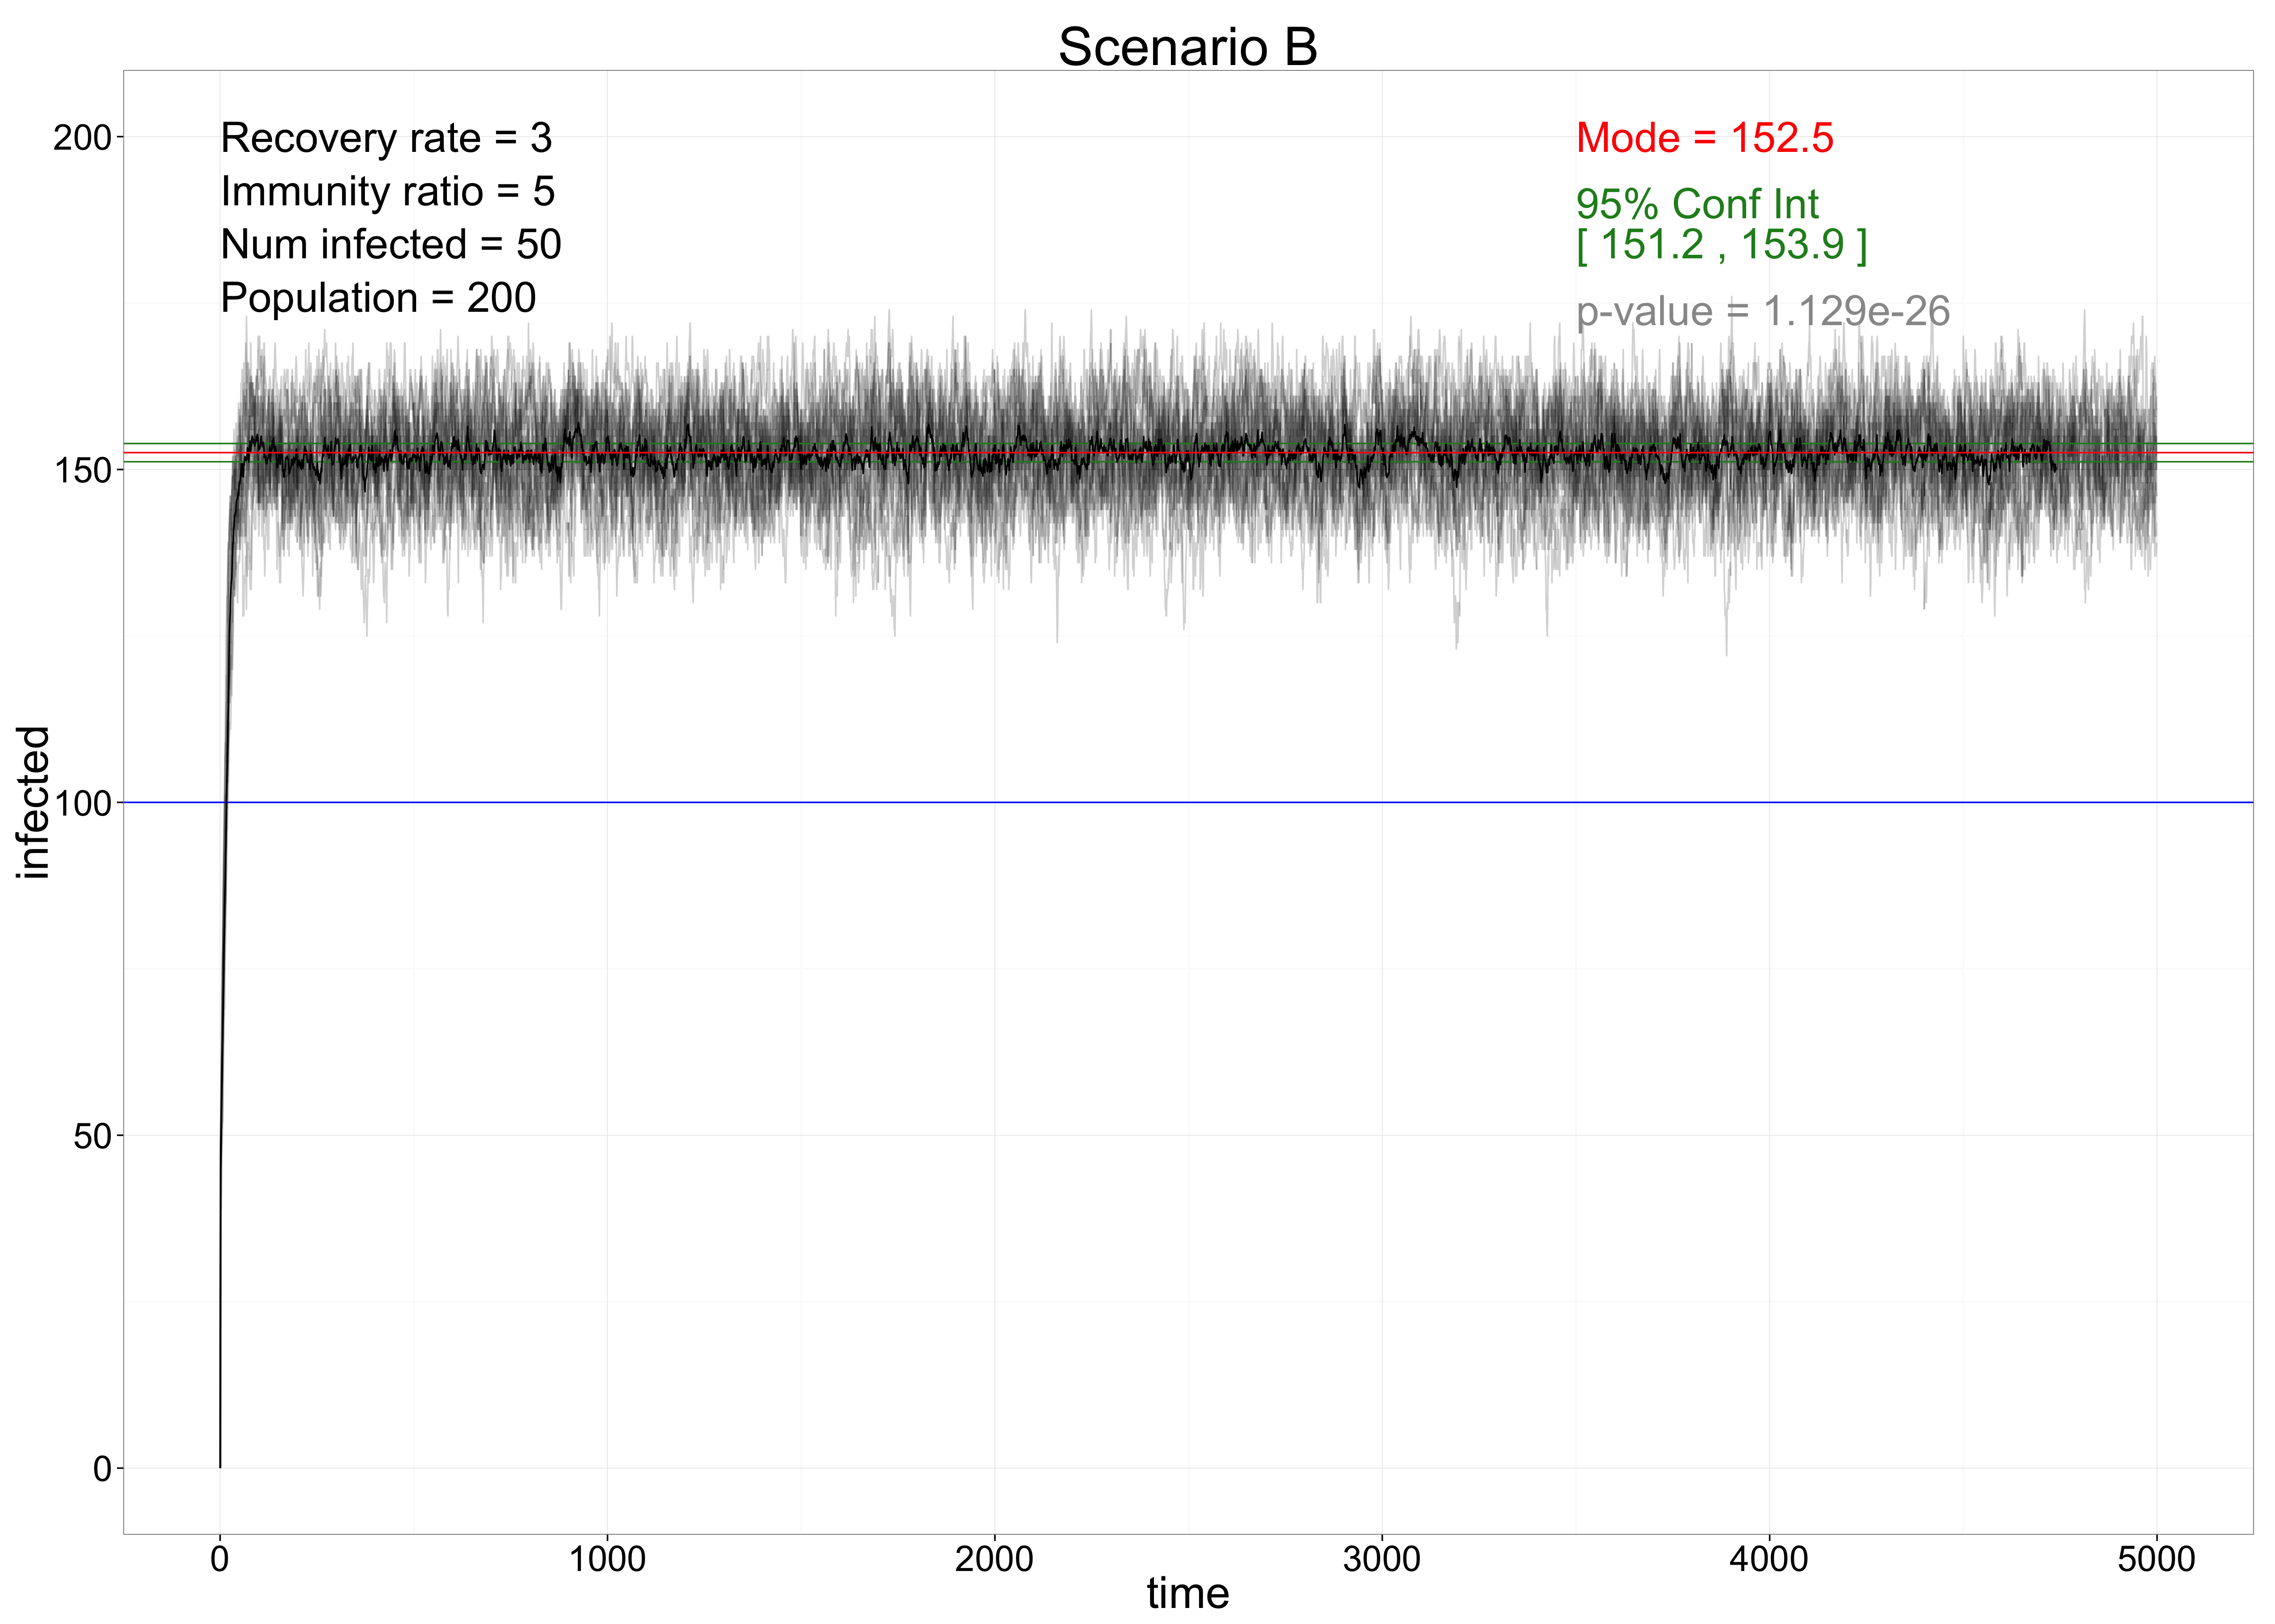 Scenario B
Recovery rate = 3
Immunity ratio = 5
Num infected = 50
Population = 200
Mode = 152.5
95% Conf Int
[ 151.2 , 153.9 ]
p-value = 1.129e-26
infected
200
150
100
50
0
0 1000 2000 3000 4000 5000
time